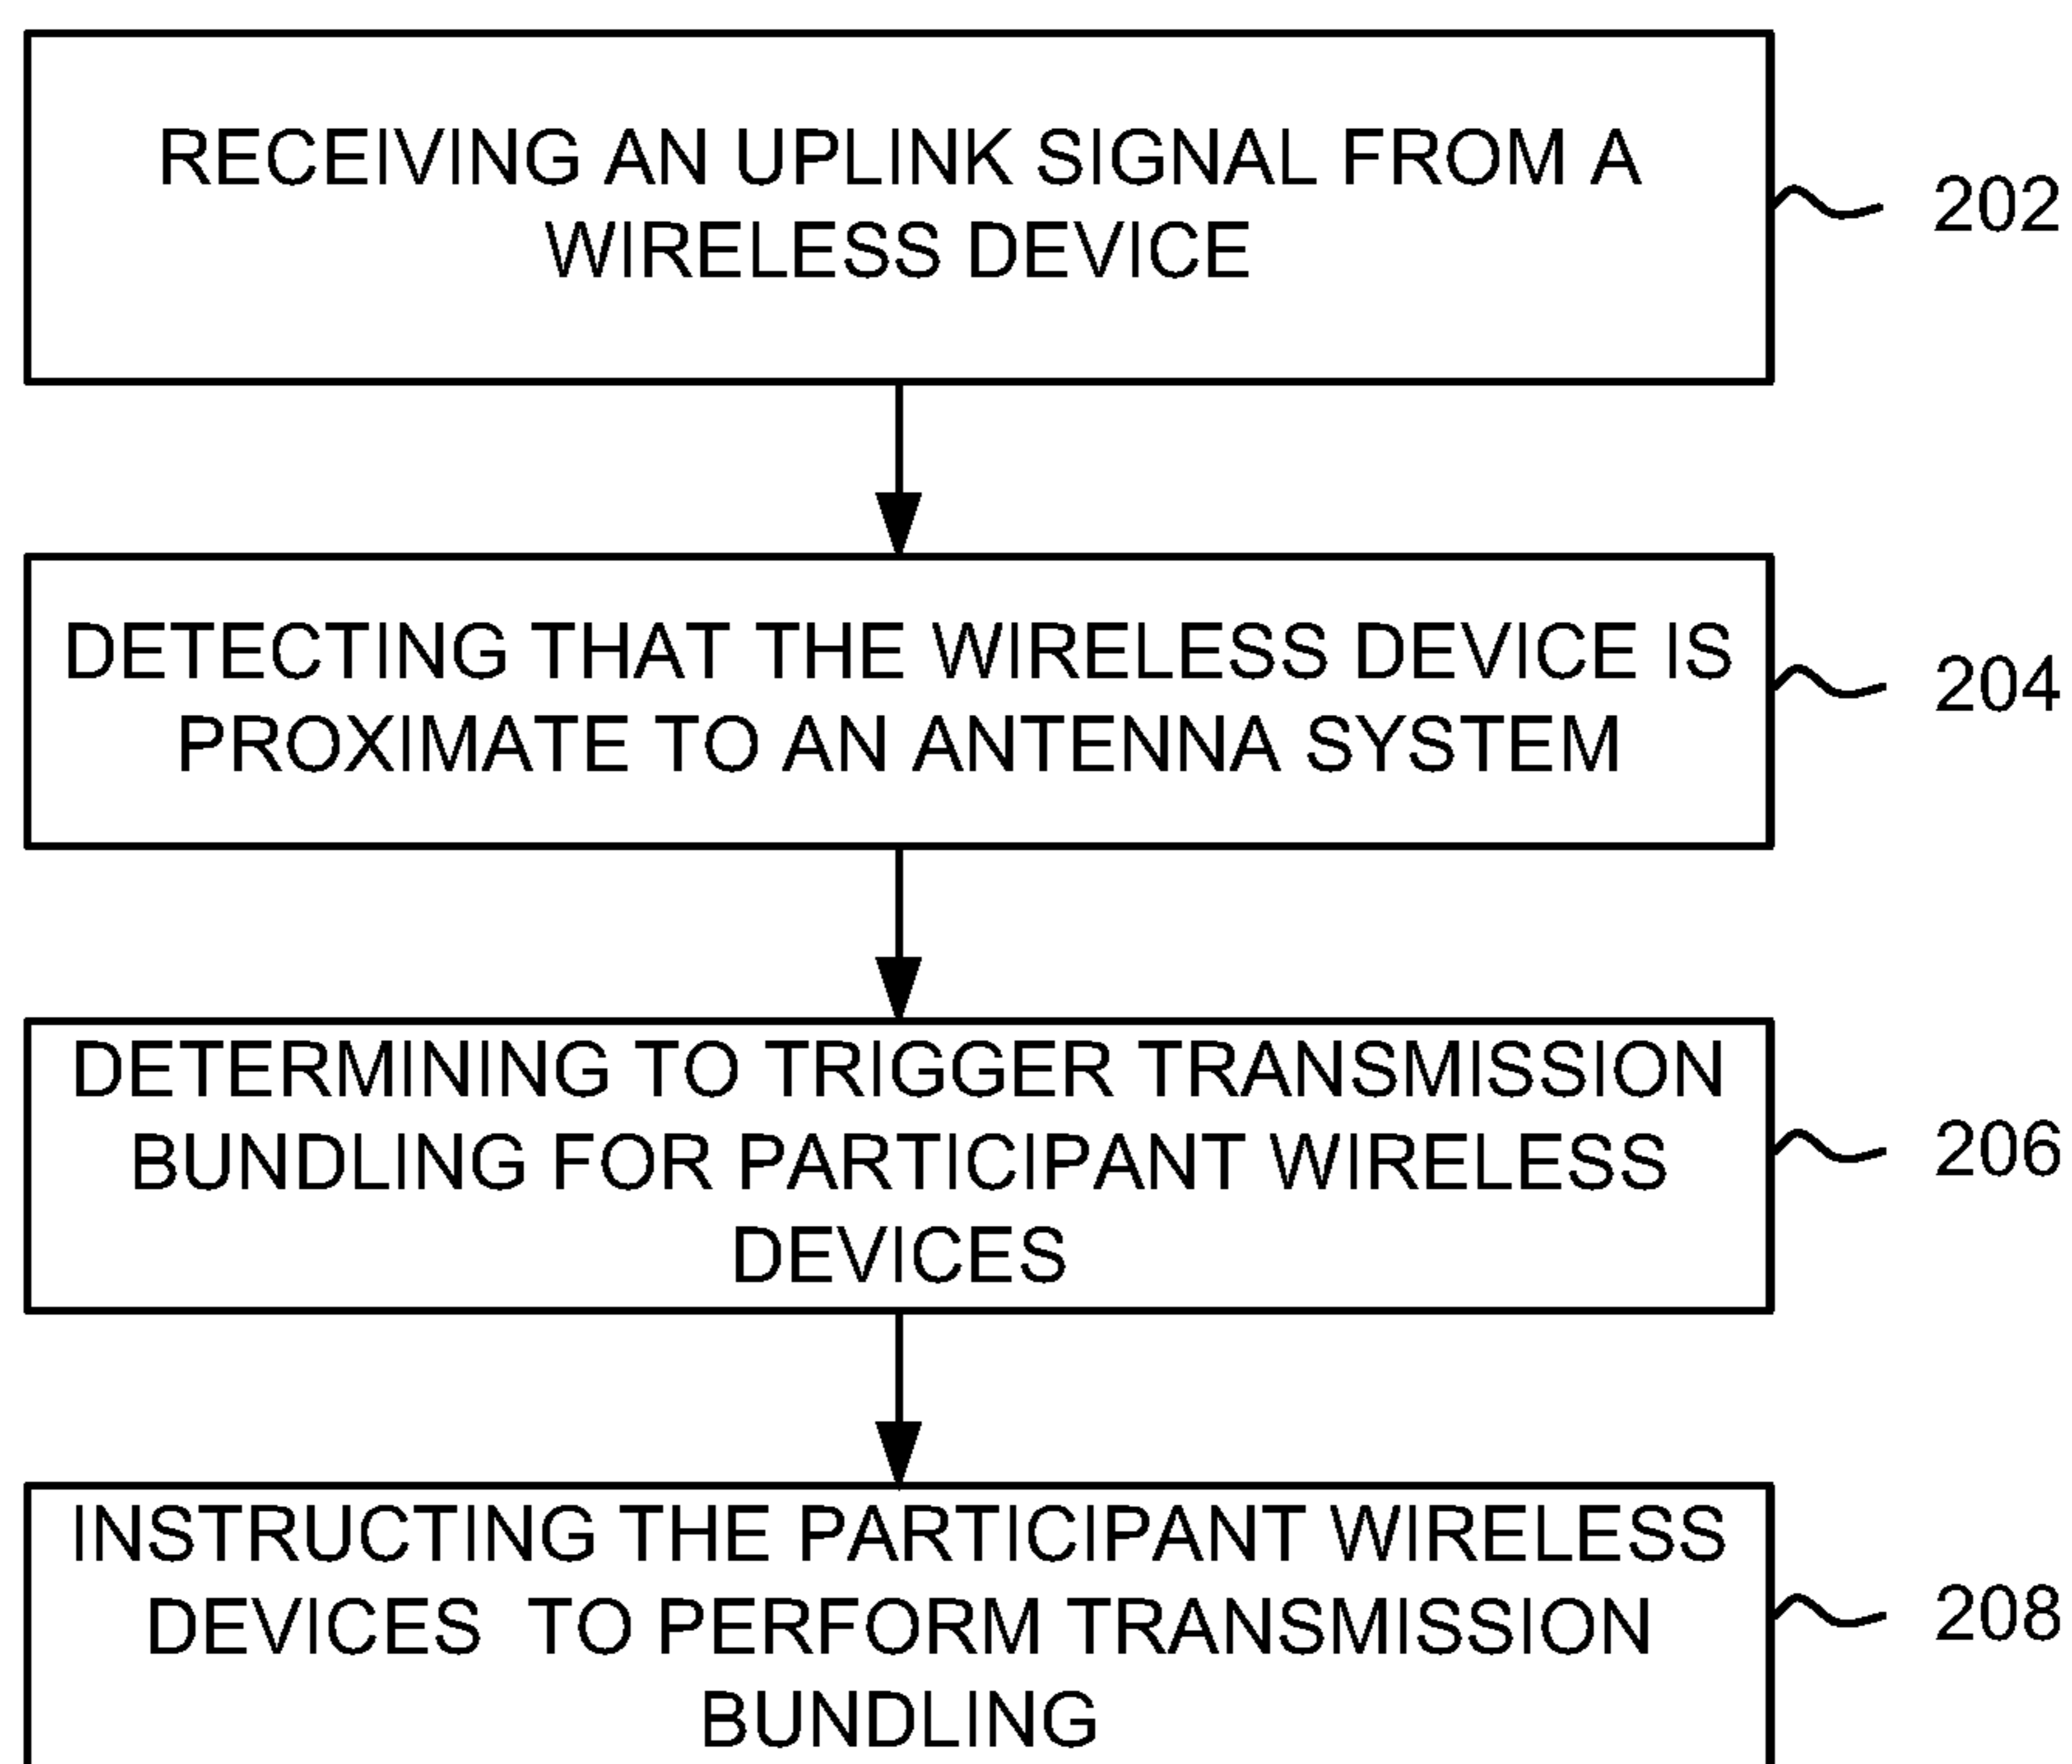 RECEIVING AN UPLINK SIGNAL FROM A
WIRELESS DEVICE
202
DETECTING THAT THE WIRELESS DEVICE IS
PROXIMATE TO AN ANTENNA SYSTEM
204
DETERMINING TO TRIGGER TRANSMISSION
BUNDLING FOR PARTICIPANT WIRELESS
DEVICES
206
INSTRUCTING THE PARTICIPANT WIRELESS
DEVICES TO PERFORM TRANSMISSION
BUNDLING
208